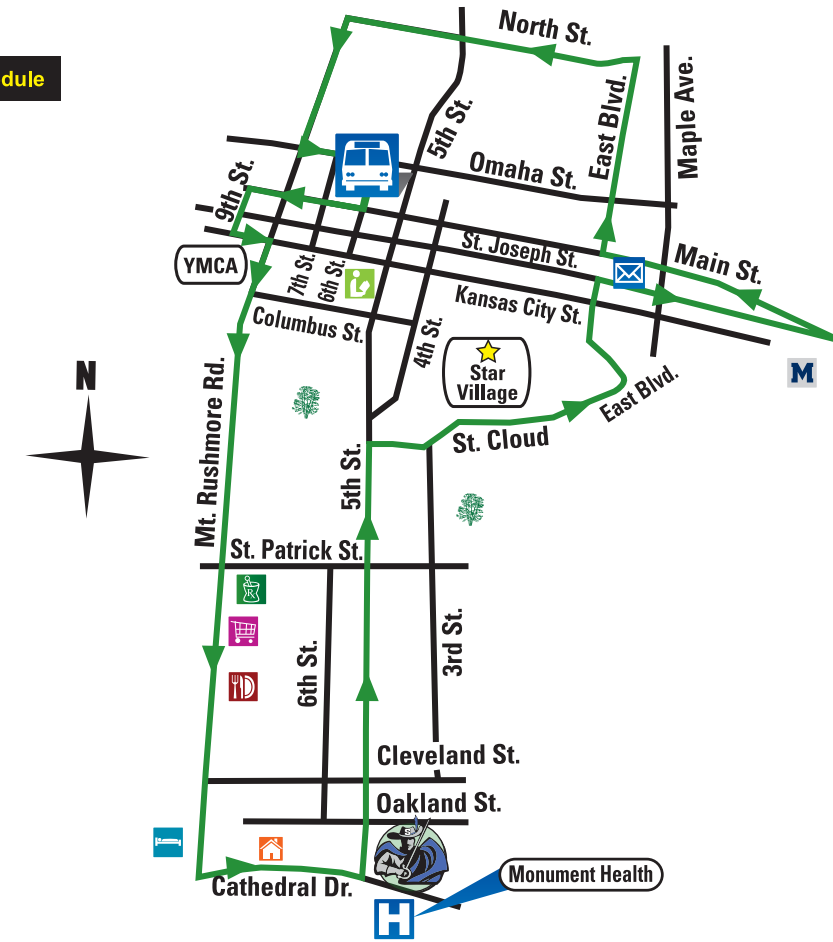 dule
North St.
5th St.
East Blvd.
Maple Ave.
Omaha St.
9th St.
St. Joseph St.
Main St.
YMCA
7th St.
6th St.
Kansas City St.
Columbus St.
4th St.
Star
Village
East Blvd.
M
N
Mt. Rushmore Rd.
St. Cloud
5th St.
St. Patrick St.
R
6th St.
3rd St.
Cleveland St.
Oakland St.
Cathedral Dr.
Monument Health
H